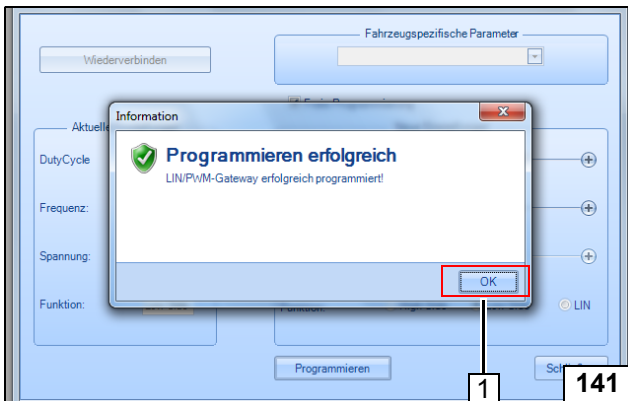 Fahrzeugspezifische Parameter
Wiederverbinden
Information
Aktuelle
Programmieren erfolgreich
LIN/PWM-Gateway erfolgreich programmiert!
DutyCycle
Frequenz:
Spannung:
OK
Funktion:
LIN
Programmieren
1
141